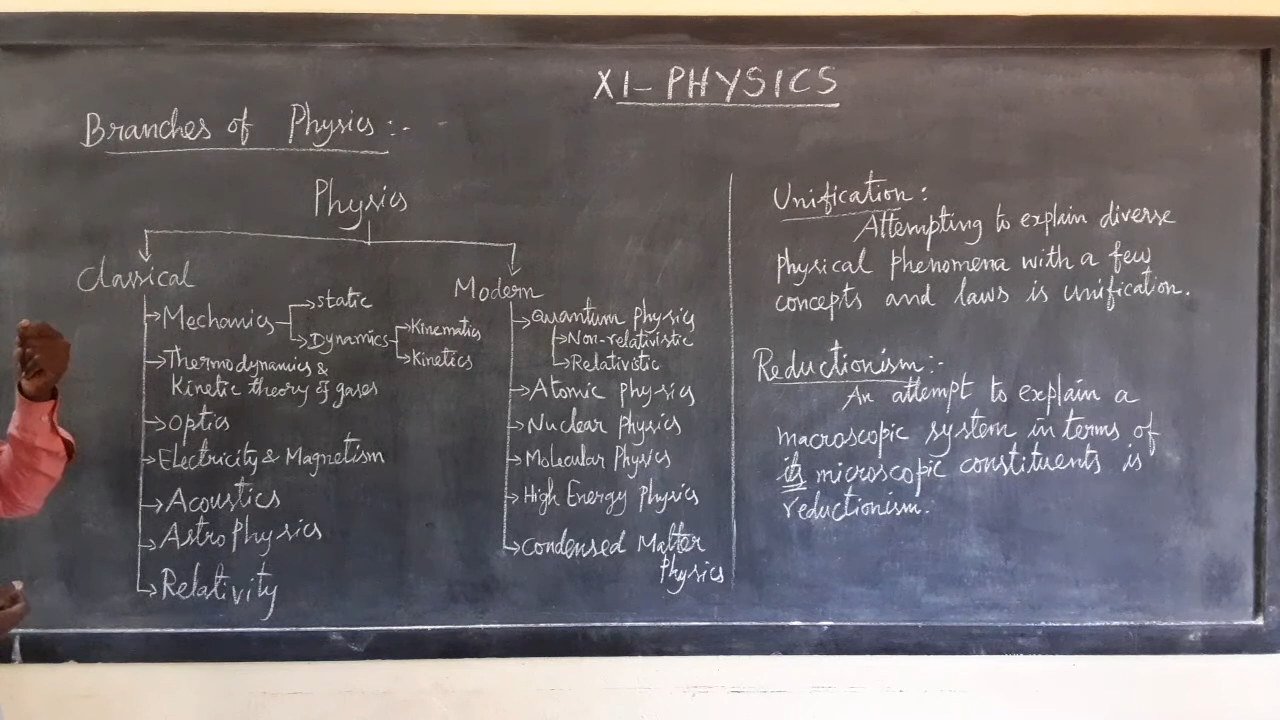 XI-PHYSICS
Branches of Physics:-
Physics
Classical
Mechanics
static
Dynamics
Kinematics
Kinetics
Thermodynamics &
Kinetic theory of gases
Optics
Electricity & Magnetism
Acoustics
Astrophysics
Relativity
Modern
Quantum physics
Non-relativistic
Relativistic
Atomic physics
Nuclear Physics
Molecular Physics
High Energy Physics
Condensed Matter
Physics
Unification:
Attempting to explain diverse
physical phenomena with a few
concepts and laws is unification.
Reductionism:-
An attempt to explain a
macroscopic system in terms of
its microscopic constituents is
reductionism.